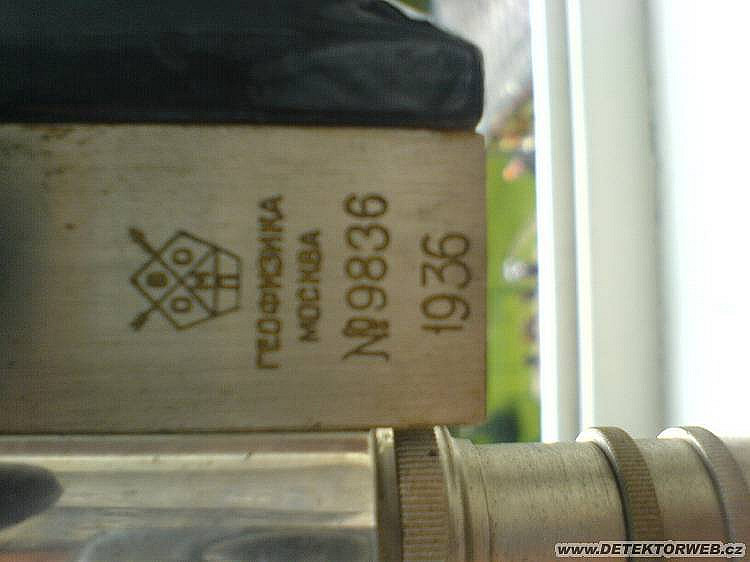 В О О М П
ГЕОФИЗИКА
МОСКВА
№9836
1936
www.DETEKTORWEB.cz